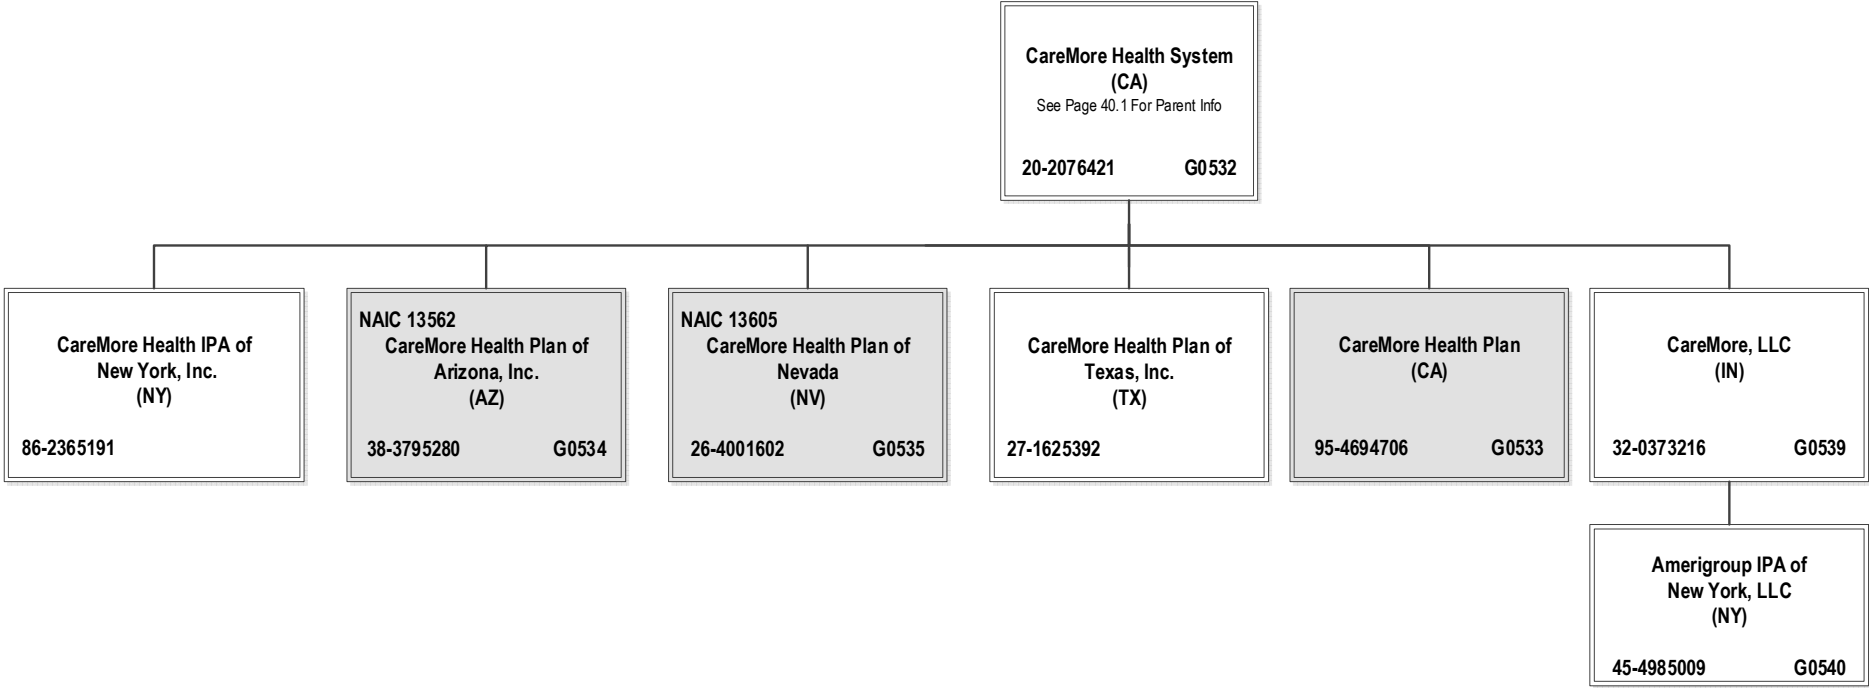 CareMore Health System
(CA)
See Page 40.1 For Parent Info
20-2076421 G0532
CareMore Health IPA of
New York, Inc.
(NY)
86-2365191
NAIC 13562
CareMore Health Plan of
Arizona, Inc.
(AZ)
38-3795280 G0534
NAIC 13605
CareMore Health Plan of
Nevada
(NV)
26-4001602 G0535
CareMore Health Plan of
Texas, Inc.
(TX)
27-1625392
CareMore Health Plan
(CA)
95-4694706 G0533
CareMore, LLC
(IN)
32-0373216 G0539
Amerigroup IPA of
New York, LLC
(NY)
45-4985009 G0540